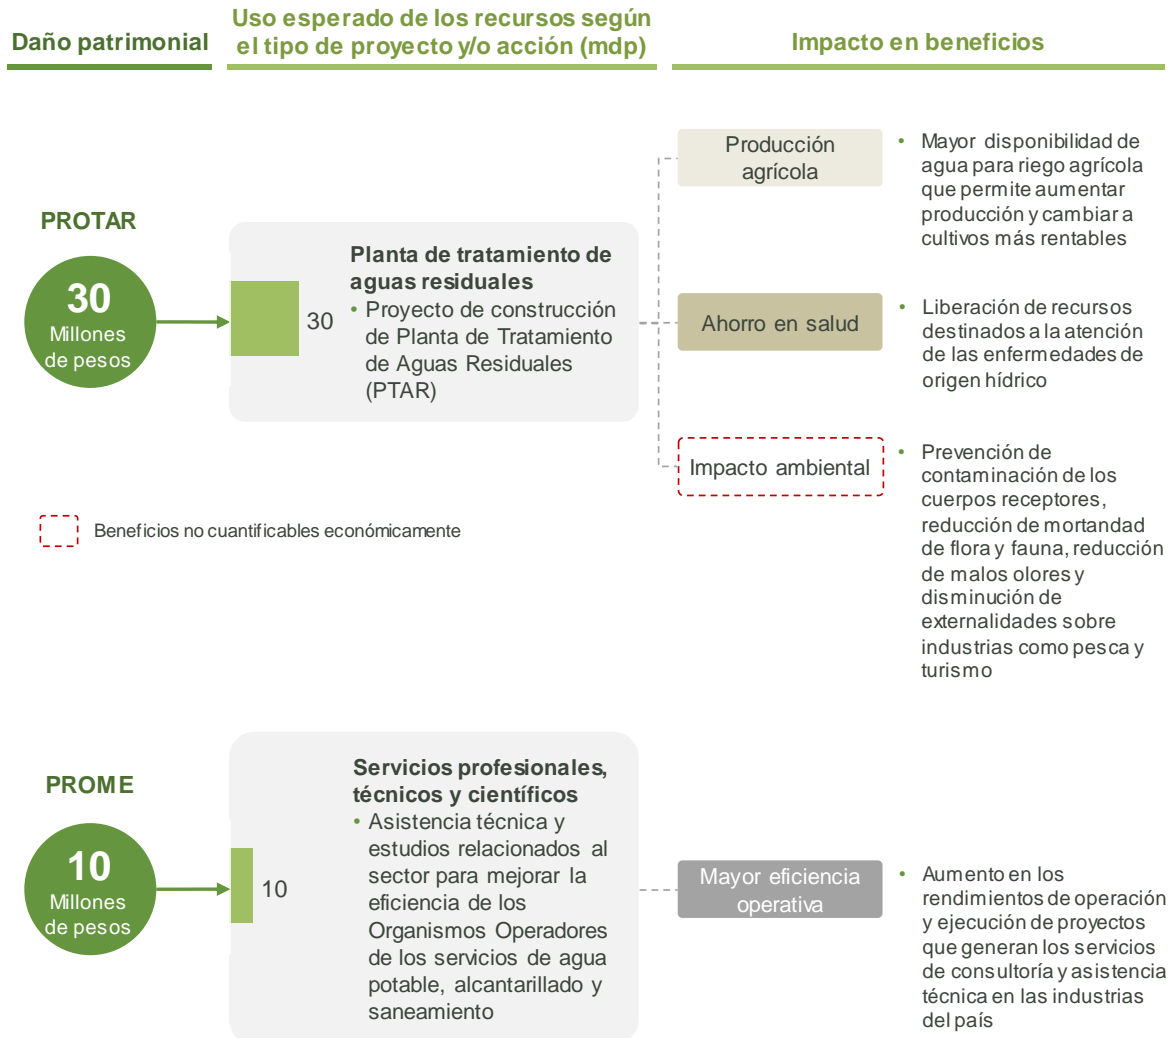 Daño patrimonial
Uso esperado de los recursos según
el tipo de proyecto y/o acción (mdp)
Impacto en beneficios
PROTAR
30
Millones
de pesos
30
Planta de tratamiento de
aguas residuales
• Proyecto de construcción
de Planta de Tratamiento
de Aguas Residuales
(PTAR)
Producción
agrícola
• Mayor disponibilidad de
agua para riego agrícola
que permite aumentar
producción y cambiar a
cultivos más rentables
Ahorro en salud
• Liberación de recursos
destinados a la atención
de las enfermedades de
origen hídrico
Impacto ambiental
• Prevención de
contaminación de los
cuerpos receptores,
reducción de mortandad
de flora y fauna, reducción
de malos olores y
disminución de
externalidades sobre
industrias como pesca y
turismo
Beneficios no cuantificables económicamente
PROME
10
Millones
de pesos
10
Servicios profesionales,
técnicos y científicos
• Asistencia técnica y
estudios relacionados al
sector para mejorar la
eficiencia de los
Organismos Operadores
de los servicios de agua
potable, alcantarillado y
saneamiento
Mayor eficiencia
operativa
• Aumento en los
rendimientos de operación
y ejecución de proyectos
que generan los servicios
de consultoría y asistencia
técnica en las industrias
del país